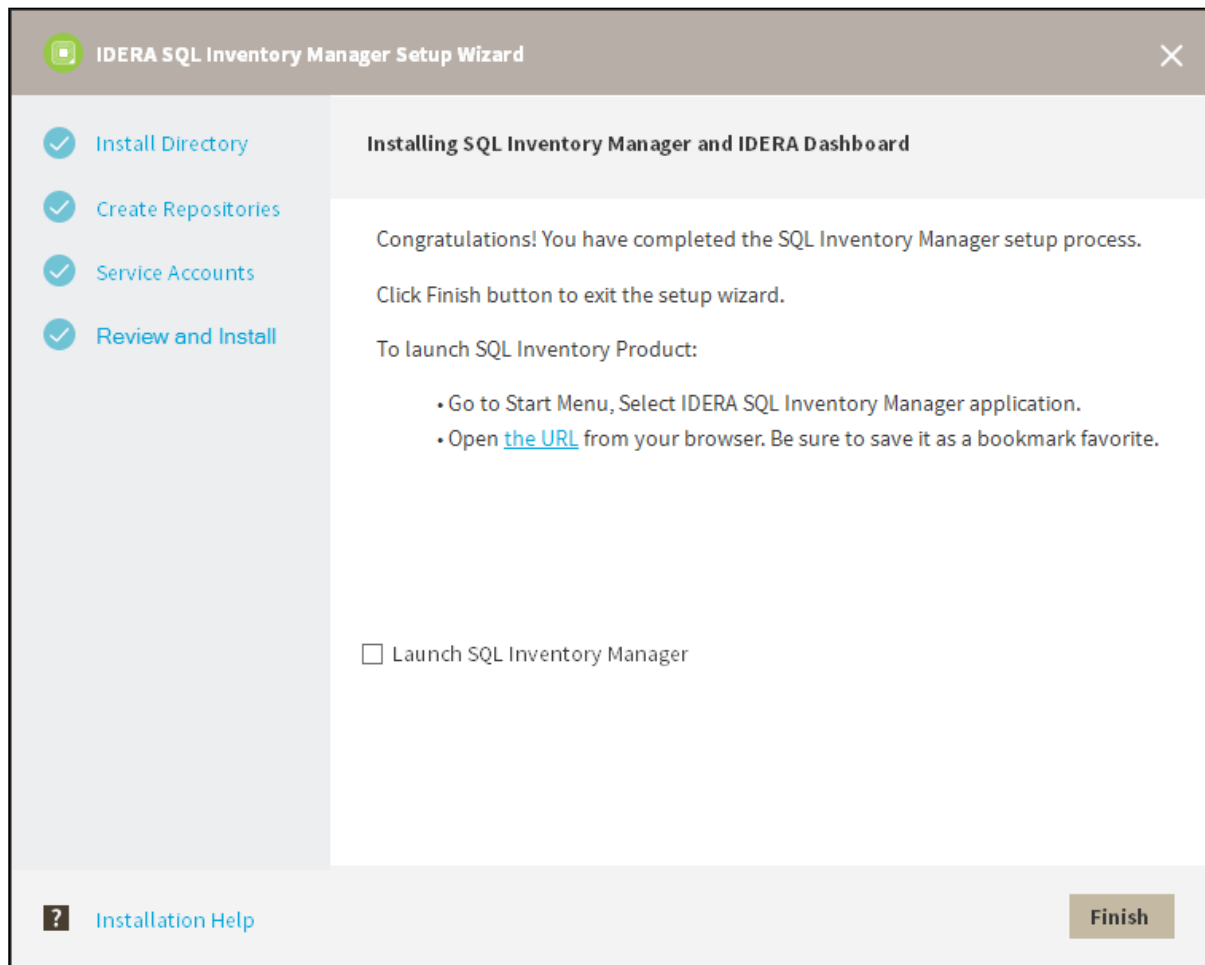 IDERA SQL Inventory Manager Setup Wizard
Install Directory
Create Repositories
Service Accounts
Review and Install
Installing SQL Inventory Manager and IDERA Dashboard
Congratulations! You have completed the SQL Inventory Manager setup process.
Click Finish button to exit the setup wizard.
To launch SQL Inventory Product:
• Go to Start Menu, Select IDERA SQL Inventory Manager application.
• Open the URL from your browser. Be sure to save it as a bookmark favorite.
Launch SQL Inventory Manager
? Installation Help
Finish